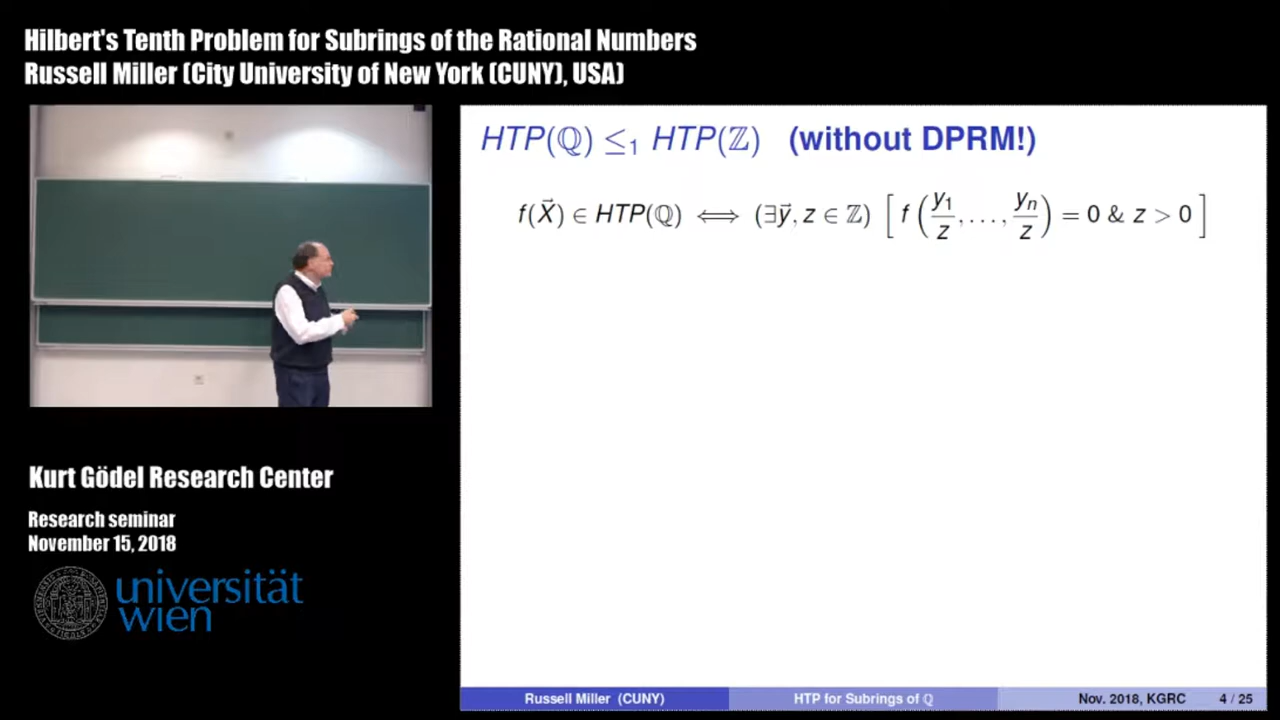 Hilbert's Tenth Problem for Subrings of the Rational Numbers
Russell Miller (City University of New York (CUNY), USA)
HTP(ℚ) ≤₁ HTP(ℤ) (without DPRM!)
f(X⃗) ∈ HTP(ℚ) ⟺ (∃y⃗, z ∈ ℤ) [ f(y₁/z, . . . , yₙ/z) = 0 & z > 0 ]
Kurt Gödel Research Center
Research seminar
November 15, 2018
universität
wien
Russell Miller (CUNY) HTP for Subrings of ℚ Nov. 2018, KGRC 4 / 25